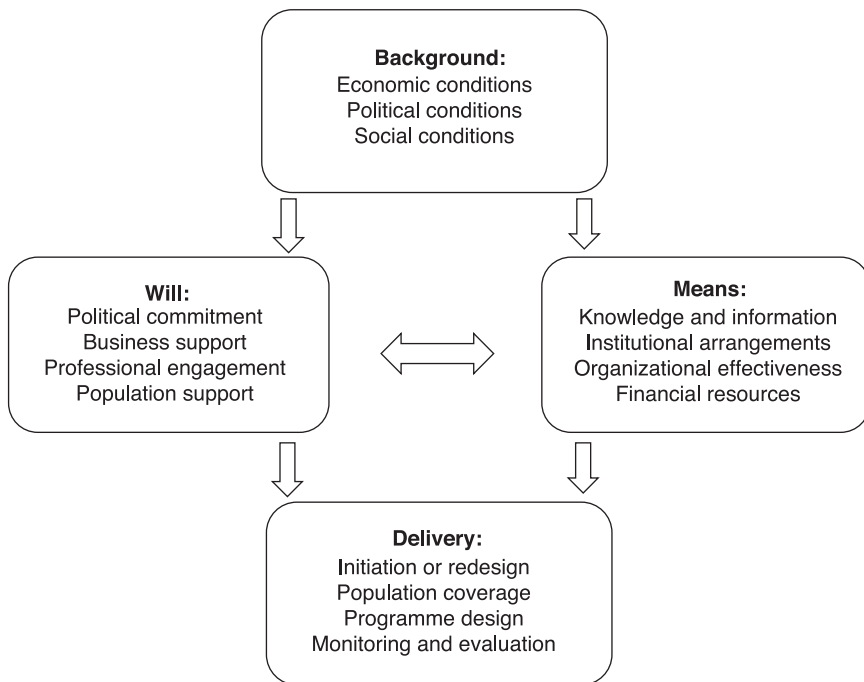 Background:
Economic conditions
Political conditions
Social conditions
Will:
Political commitment
Business support
Professional engagement
Population support
Means:
Knowledge and information
Institutional arrangements
Organizational effectiveness
Financial resources
Delivery:
Initiation or redesign
Population coverage
Programme design
Monitoring and evaluation